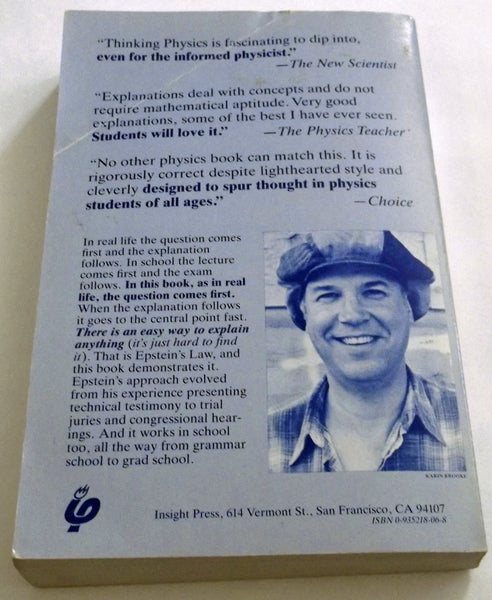 “Thinking Physics is fascinating to dip into,
even for the informed physicist.”
—The New Scientist
“Explanations deal with concepts and do not
require mathematical aptitude. Very good
explanations, some of the best I have ever seen.
Students will love it.” —The Physics Teacher
“No other physics book can match this. It is
rigorously correct despite lighthearted style and
cleverly designed to spur thought in physics
students of all ages.” —Choice
In real life the question comes
first and the explanation
follows. In school the lecture
comes first and the exam
follows. In this book, as in real
life, the question comes first.
When the explanation follows
it goes to the central point fast.
There is an easy way to explain
anything (it’s just hard to find
it). That is Epstein’s Law, and
this book demonstrates it.
Epstein’s approach evolved
from his experience presenting
technical testimony to trial
juries and congressional hear-
ings. And it works in school
too, all the way from grammar
school to grad school.
KARIN BROOKE
Insight Press, 614 Vermont St., San Francisco, CA 94107
ISBN 0-935218-06-8